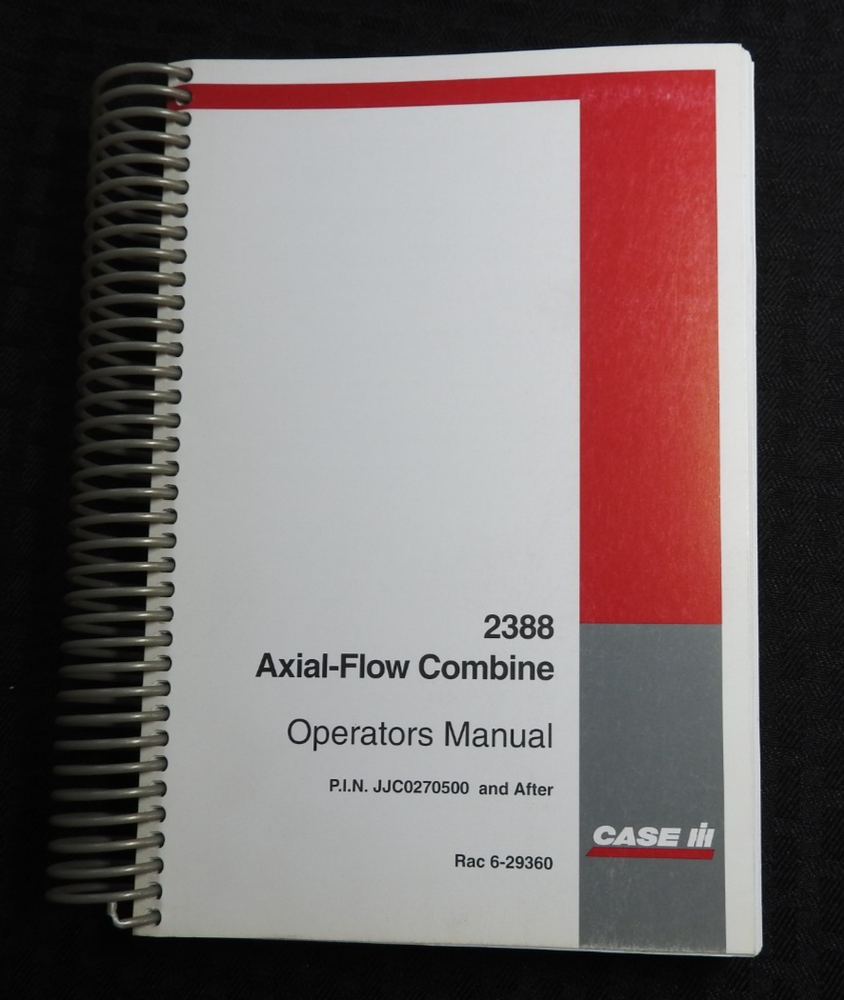 2388
Axial-Flow Combine
Operators Manual
P.I.N. JJC0270500 and After
Rac 6-29360
CASE IH